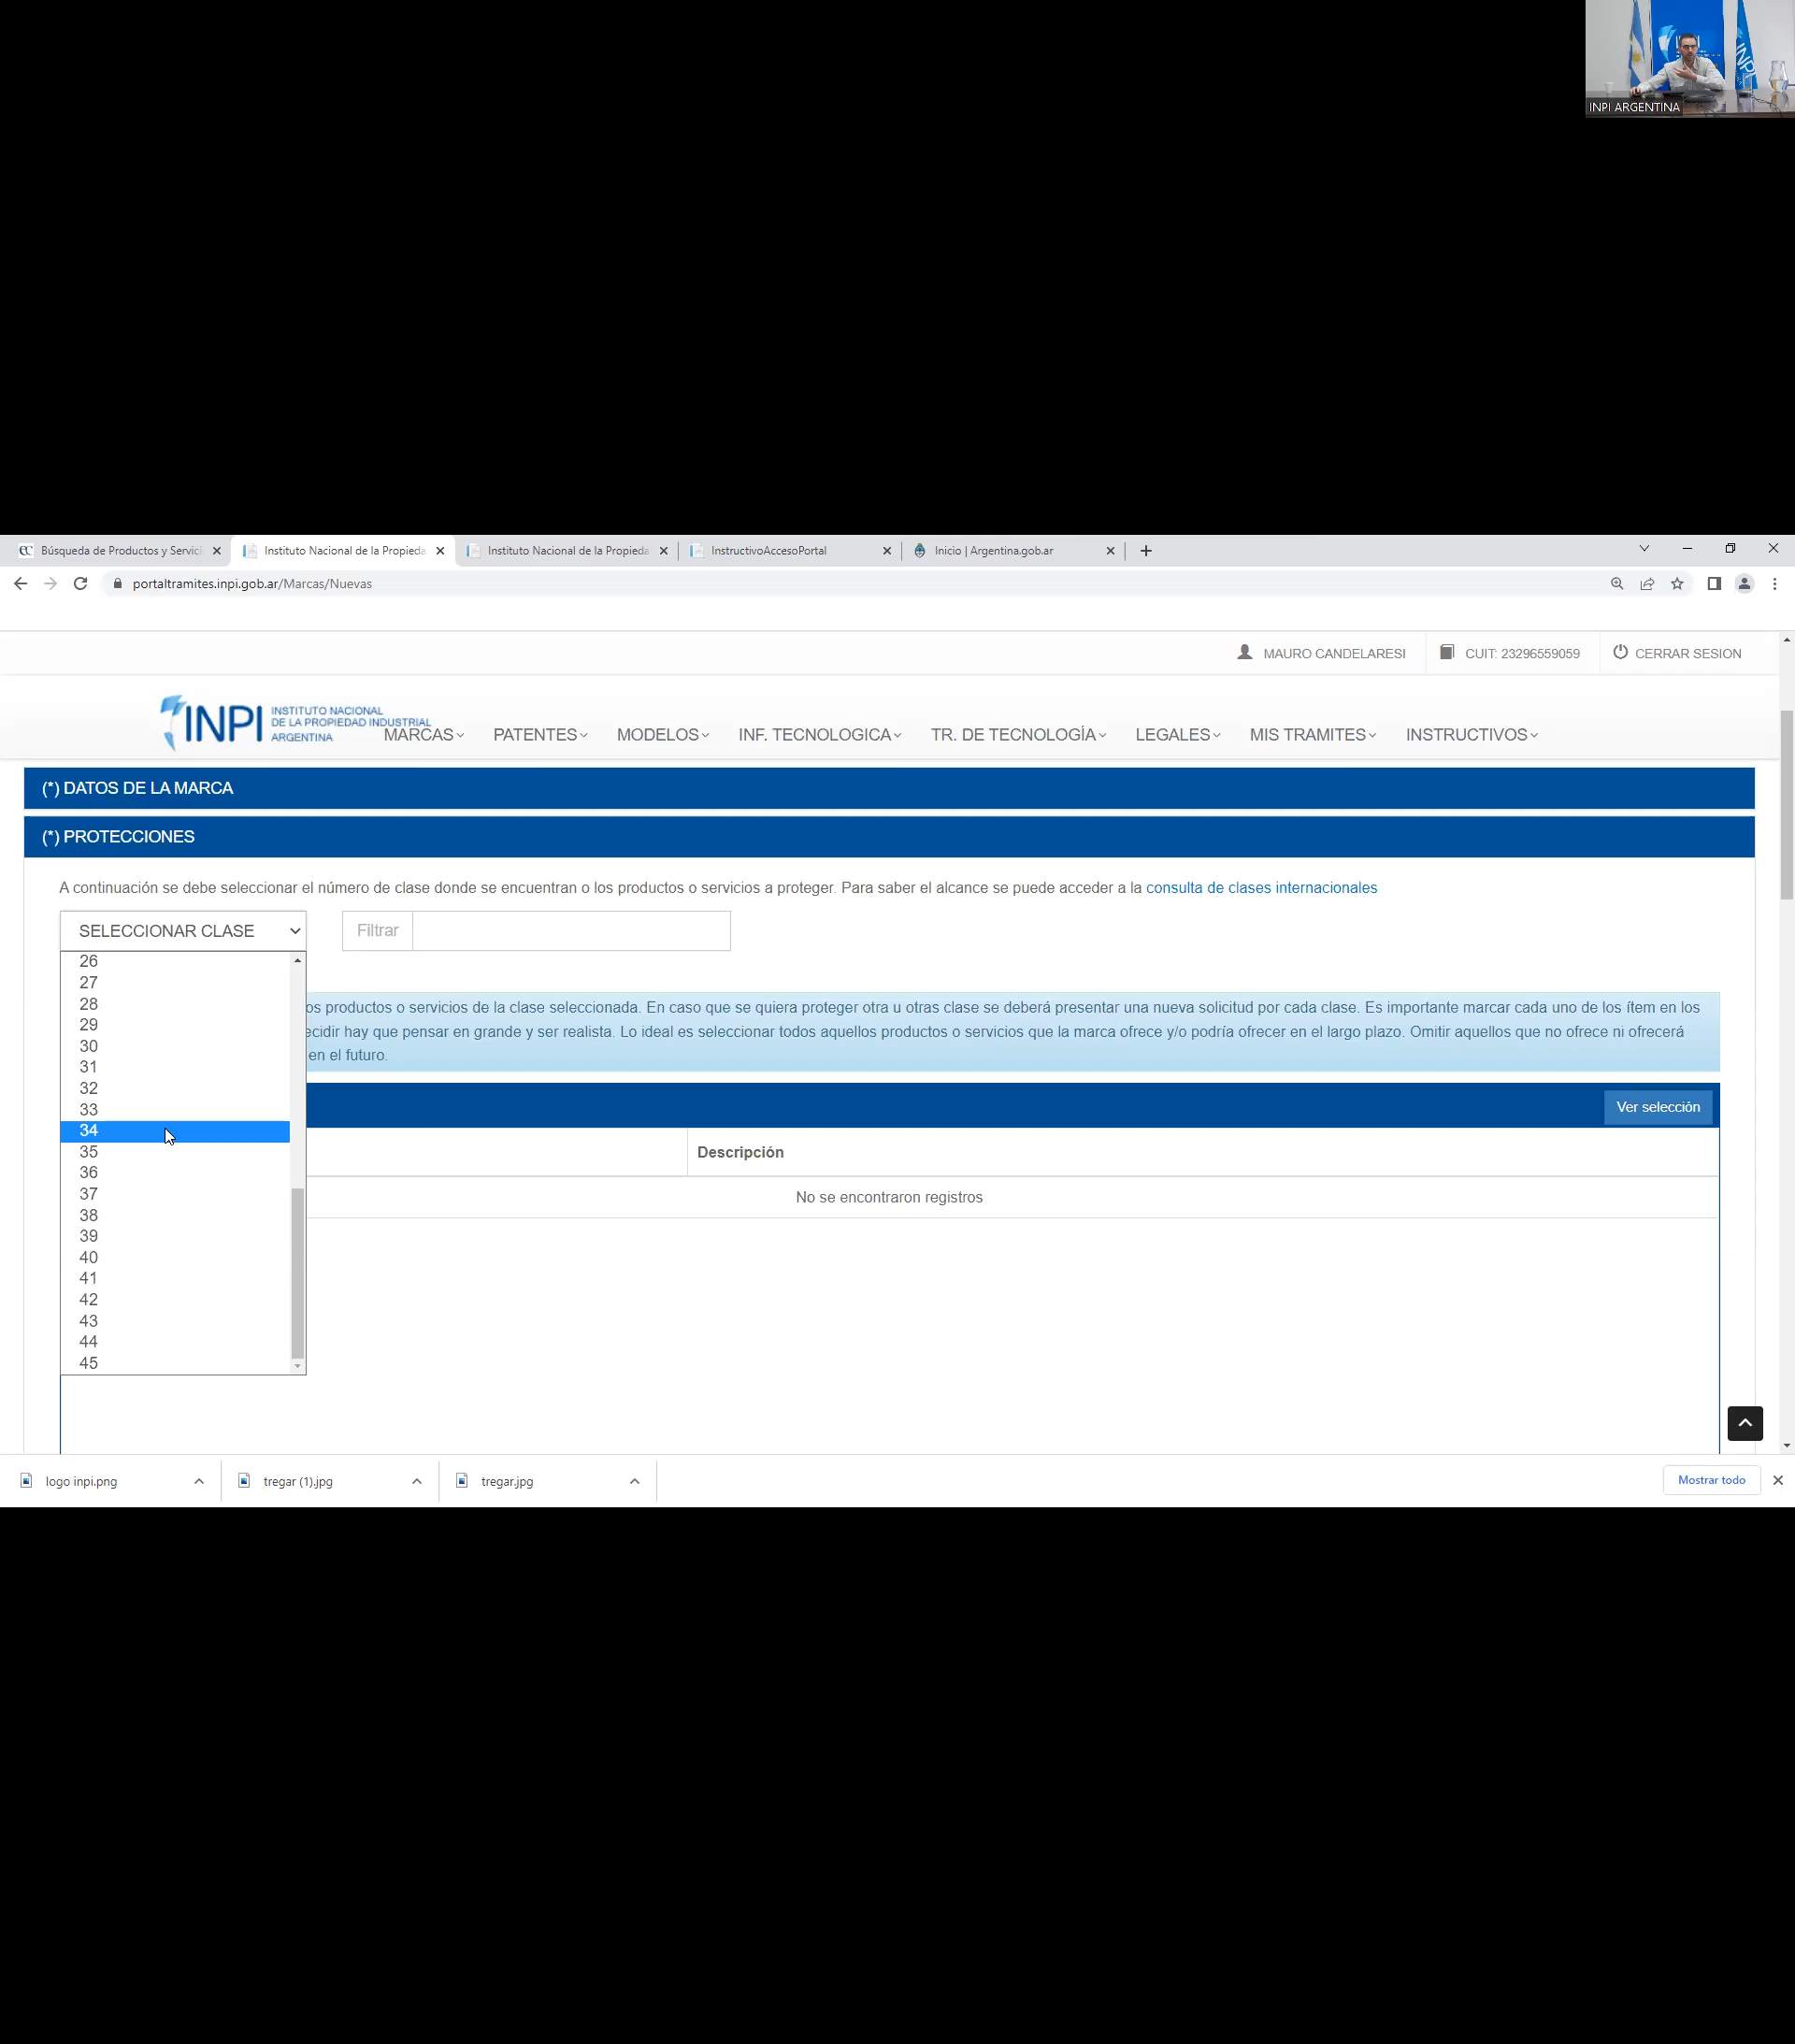 INPI
INPI ARGENTINA
Búsqueda de Productos y Servici
Instituto Nacional de la Propieda
Instituto Nacional de la Propieda
InstructivoAccesoPortal
Inicio | Argentina.gob.ar
portaltramites.inpi.gob.ar/Marcas/Nuevas
MAURO CANDELARESI
CUIT: 23296559059
CERRAR SESION
INPI
INSTITUTO NACIONAL
DE LA PROPIEDAD INDUSTRIAL
ARGENTINA
MARCAS
PATENTES
MODELOS
INF. TECNOLOGICA
TR. DE TECNOLOGÍA
LEGALES
MIS TRAMITES
INSTRUCTIVOS
(*) DATOS DE LA MARCA
(*) PROTECCIONES
A continuación se debe seleccionar el número de clase donde se encuentran o los productos o servicios a proteger. Para saber el alcance se puede acceder a la consulta de clases internacionales
SELECCIONAR CLASE
Filtrar
26
27
28
29
30
31
32
33
34
35
36
37
38
39
40
41
42
43
44
45
os productos o servicios de la clase seleccionada. En caso que se quiera proteger otra u otras clase se deberá presentar una nueva solicitud por cada clase. Es importante marcar cada uno de los ítem en los
ecidir hay que pensar en grande y ser realista. Lo ideal es seleccionar todos aquellos productos o servicios que la marca ofrece y/o podría ofrecer en el largo plazo. Omitir aquellos que no ofrece ni ofrecerá
en el futuro.
Ver selección
Descripción
No se encontraron registros
logo inpi.png
tregar (1).jpg
tregar.jpg
Mostrar todo